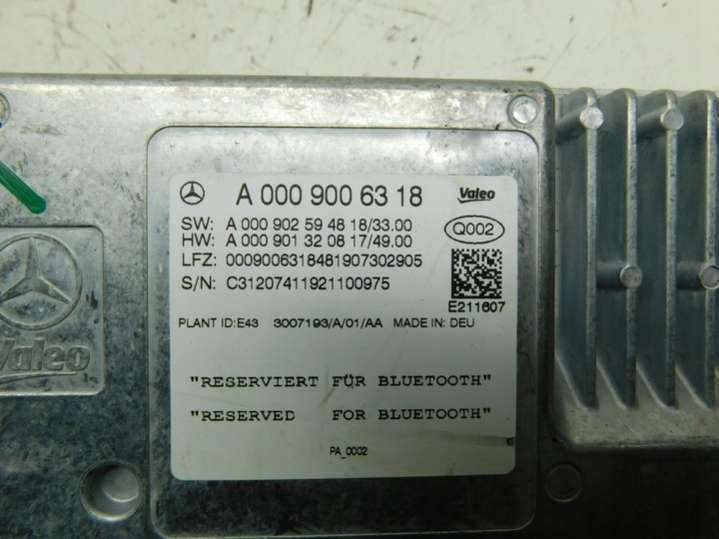 A 000 900 63 18 Valeo
SW: A 000 902 59 48 18/33.00
HW: A 000 901 32 08 17/49.00
Q002
LFZ: 0009006318481907302905
S/N: C31207411921100975
E211607
PLANT ID:E43 3007193/A/01/AA MADE IN: DEU
"RESERVIERT FÜR BLUETOOTH"
"RESERVED FOR BLUETOOTH"
PA_0002
Valeo